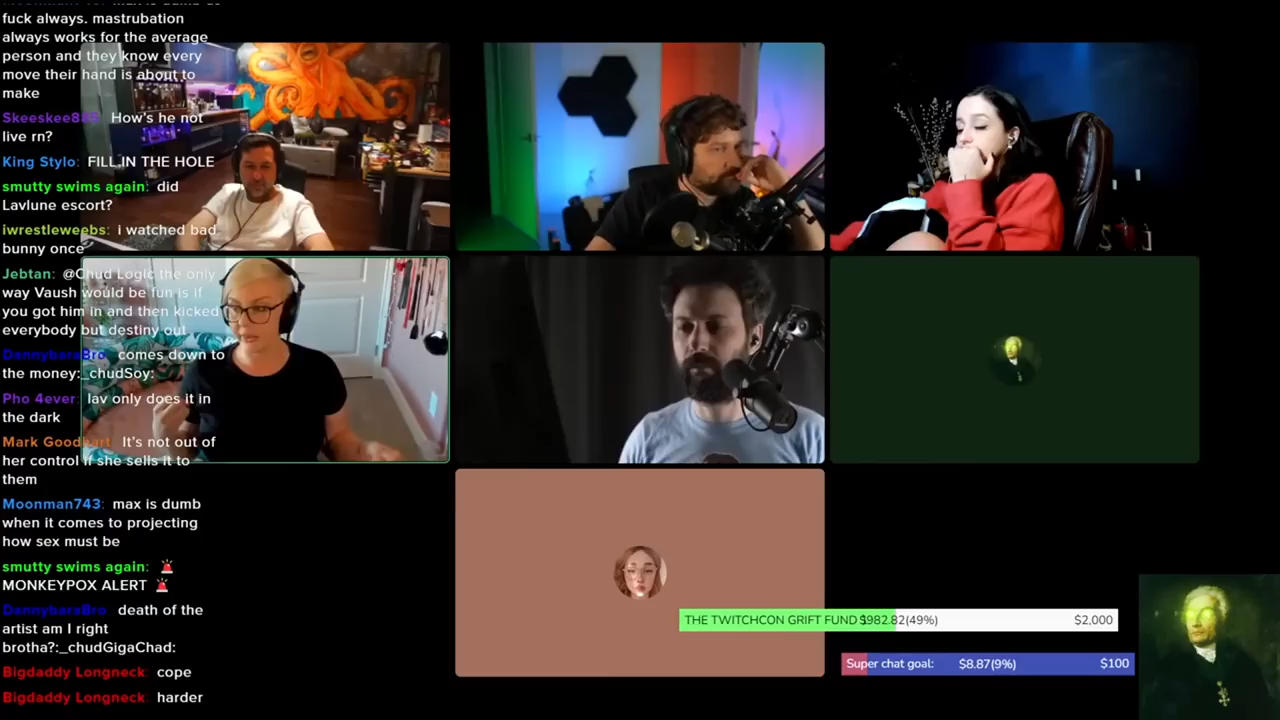 fuck always. mastrubation
always works for the average
person and they know every
move their hand is about to
make
Skeeskee8 How's he not
live rn?
King Stylo: FILL IN THE HOLE
smutty swims again: did
Lavlune escort?
iwrestleweebs: i watched bad
bunny once
Jebtan: @Chud Logic the only
way Vaush would be fun is if
you got him in and then kicked
everybody but destiny out
DannybaraBro comes down to
the money:_chudSoy:
Pho 4ever: lav only does it in
the dark
Mark Goodhart It's not out of
her control if she sells it to
them
Moonman743: max is dumb
when it comes to projecting
how sex must be
smutty swims again: 🚨
MONKEYPOX ALERT 🚨
DannybaraBro death of the
artist am I right
brotha?:_chudGigaChad:
Bigdaddy Longneck: cope
Bigdaddy Longneck: harder
THE TWITCHCON GRIFT FUND $982.82(49%) $2,000
Super chat goal: $8.87(9%) $100